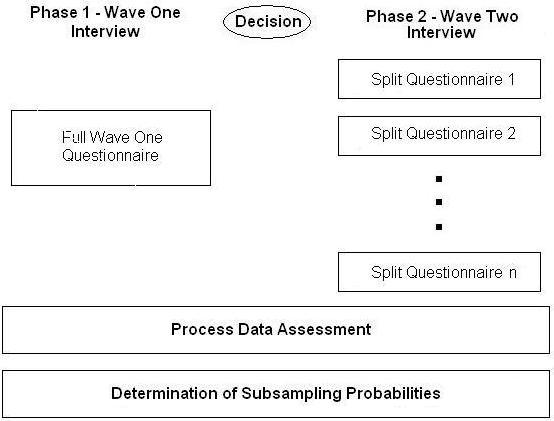 Phase 1 - Wave One
Interview
Decision
Phase 2 - Wave Two
Interview
Full Wave One
Questionnaire
Split Questionnaire 1
Split Questionnaire 2
Split Questionnaire n
Process Data Assessment
Determination of Subsampling Probabilities